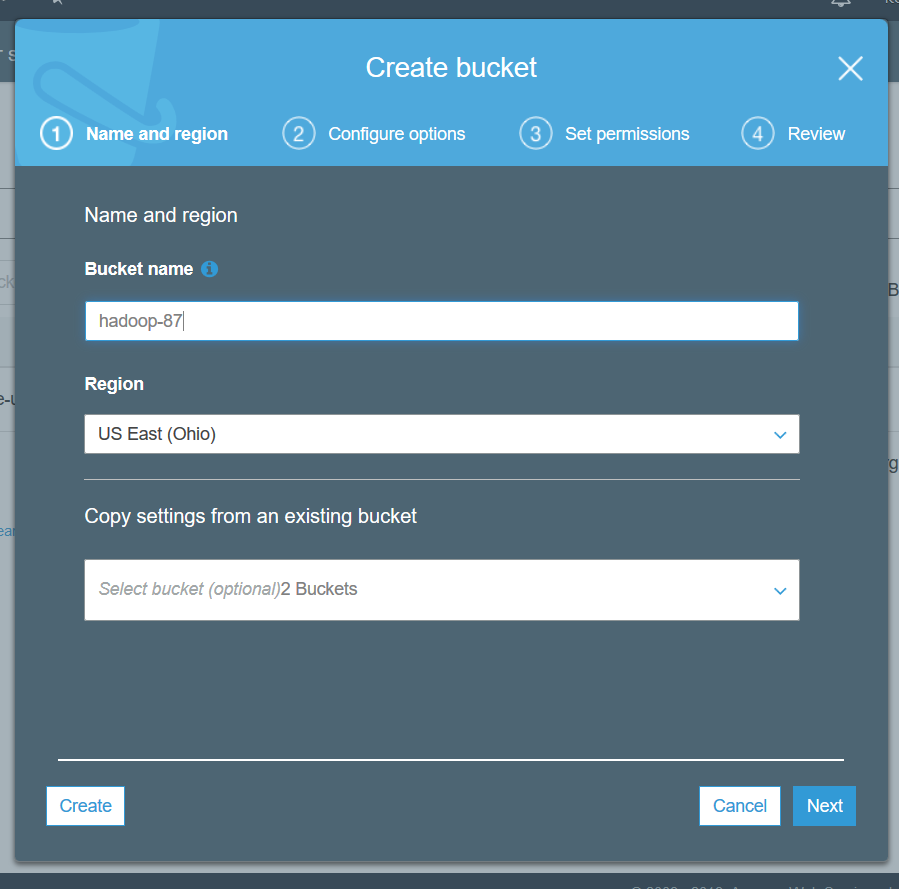 Create bucket
1 Name and region 2 Configure options 3 Set permissions 4 Review
Name and region
Bucket name
hadoop-87
Region
US East (Ohio)
Copy settings from an existing bucket
Select bucket (optional)2 Buckets
Create Cancel Next